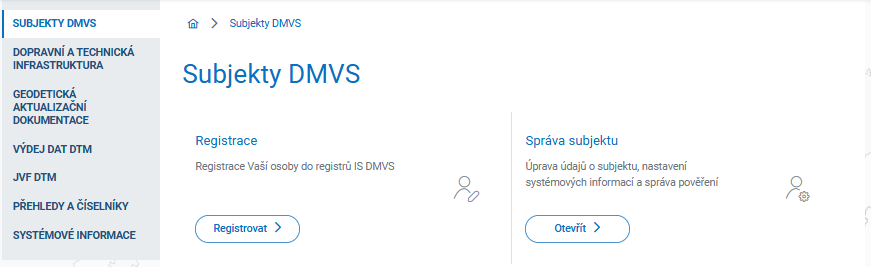 SUBJEKTY DMVS
DOPRAVNÍ A TECHNICKÁ
INFRASTRUKTURA
GEODETICKÁ
AKTUALIZAČNÍ
DOKUMENTACE
VÝDEJ DAT DTM
JVF DTM
PŘEHLEDY A ČÍSELNÍKY
SYSTÉMOVÉ INFORMACE
Subjekty DMVS
Subjekty DMVS
Registrace
Registrace Vaší osoby do registrů IS DMVS
Registrovat
Správa subjektu
Úprava údajů o subjektu, nastavení
systémových informací a správa pověření
Otevřít